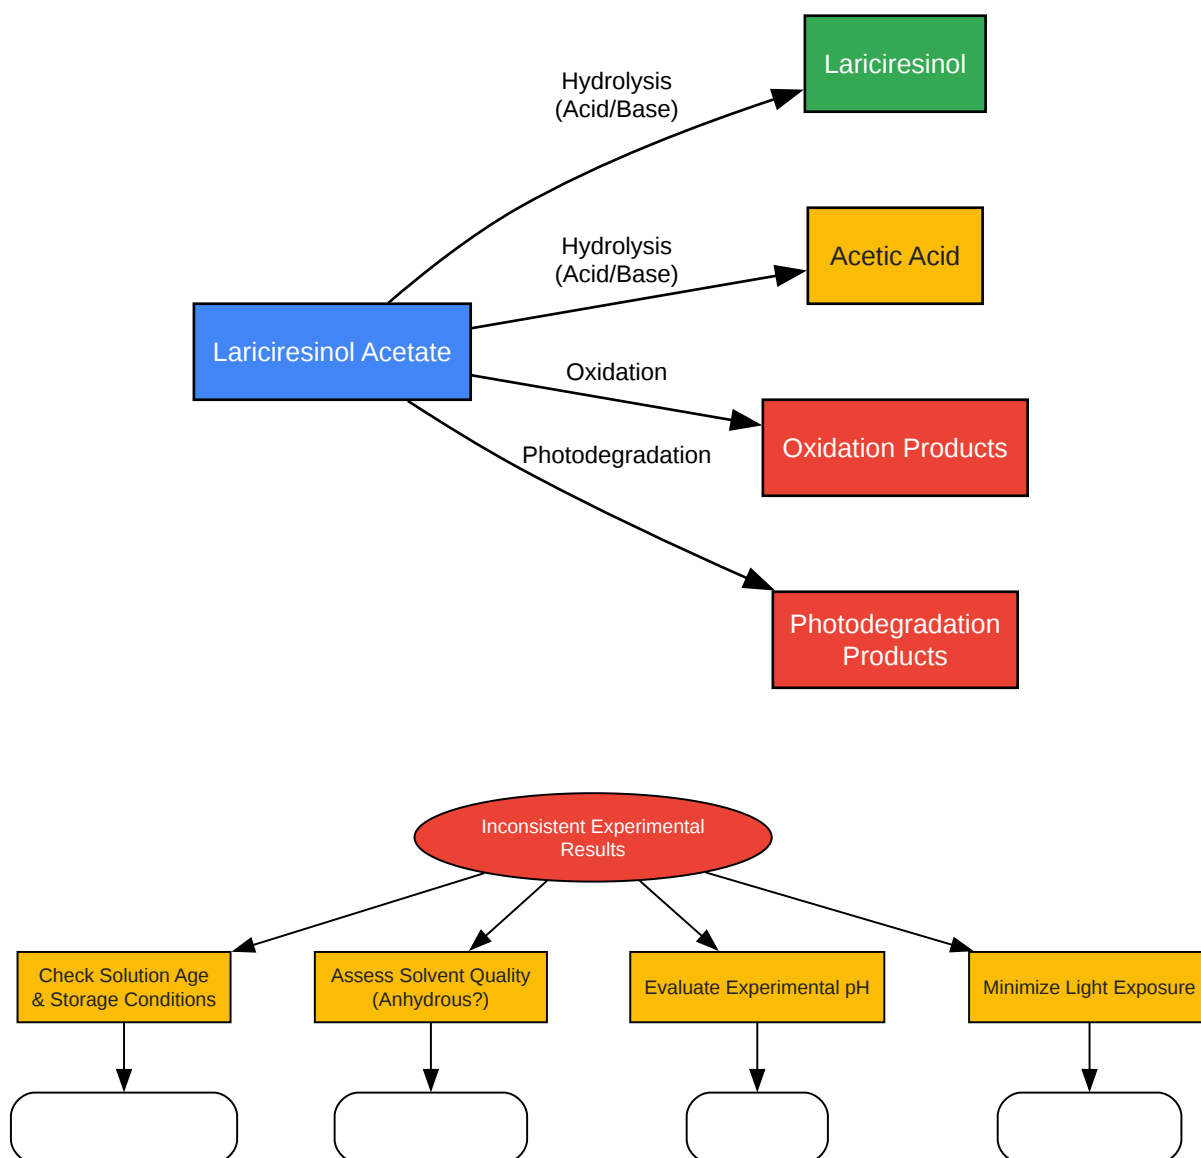 Lariciresinol
Hydrolysis
(Acid/Base)
Acetic Acid
Hydrolysis
(Acid/Base)
Lariciresinol Acetate
Oxidation
Oxidation Products
Photodegradation
Photodegradation
Products
Inconsistent Experimental
Results
Check Solution Age
& Storage Conditions
Assess Solvent Quality
(Anhydrous?)
Evaluate Experimental pH
Minimize Light Exposure